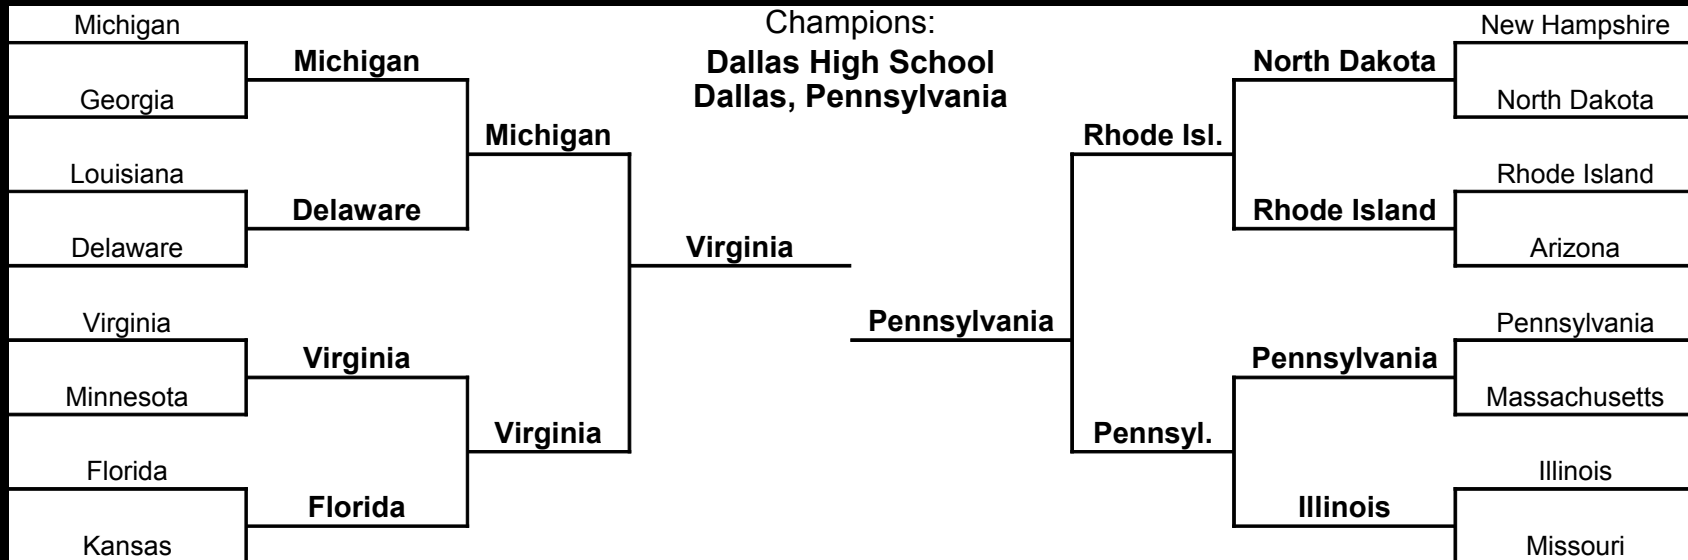 Champions:
Dallas High School
Dallas, Pennsylvania
Michigan
Georgia
Louisiana
Delaware
Virginia
Minnesota
Florida
Kansas
Michigan
Delaware
Virginia
Florida
Michigan
Virginia
Virginia
Pennsylvania
Rhode Isl.
Pennsyl.
North Dakota
Rhode Island
Pennsylvania
Illinois
New Hampshire
North Dakota
Rhode Island
Arizona
Pennsylvania
Massachusetts
Illinois
Missouri